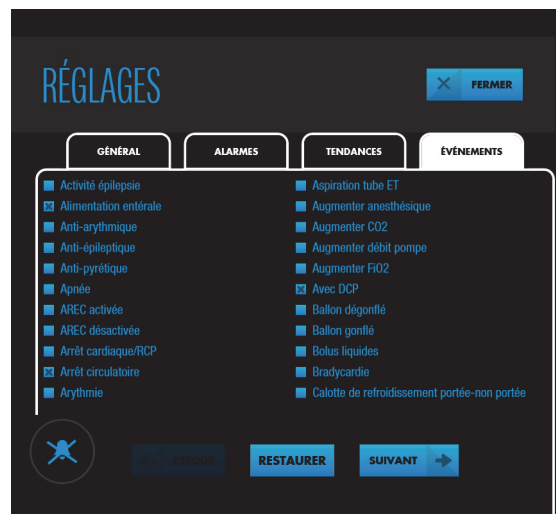 RÉGLAGES
FERMER
GÉNÉRAL
ALARMES
TENDANCES
ÉVÉNEMENTS
Activité épilepsie
Alimentation entérale
Anti-arythmique
Anti-épileptique
Anti-pyrétique
Apnée
AREC activée
AREC désactivée
Arrêt cardiaque/RCP
Arrêt circulatoire
Arythmie
Aspiration tube ET
Augmenter anesthésique
Augmenter CO2
Augmenter débit pompe
Augmenter FiO2
Avec DCP
Ballon dégonflé
Ballon gonflé
Bolus liquides
Bradycardie
Calotte de refroidissement portée-non portée
RETOUR
RESTAURER
SUIVANT